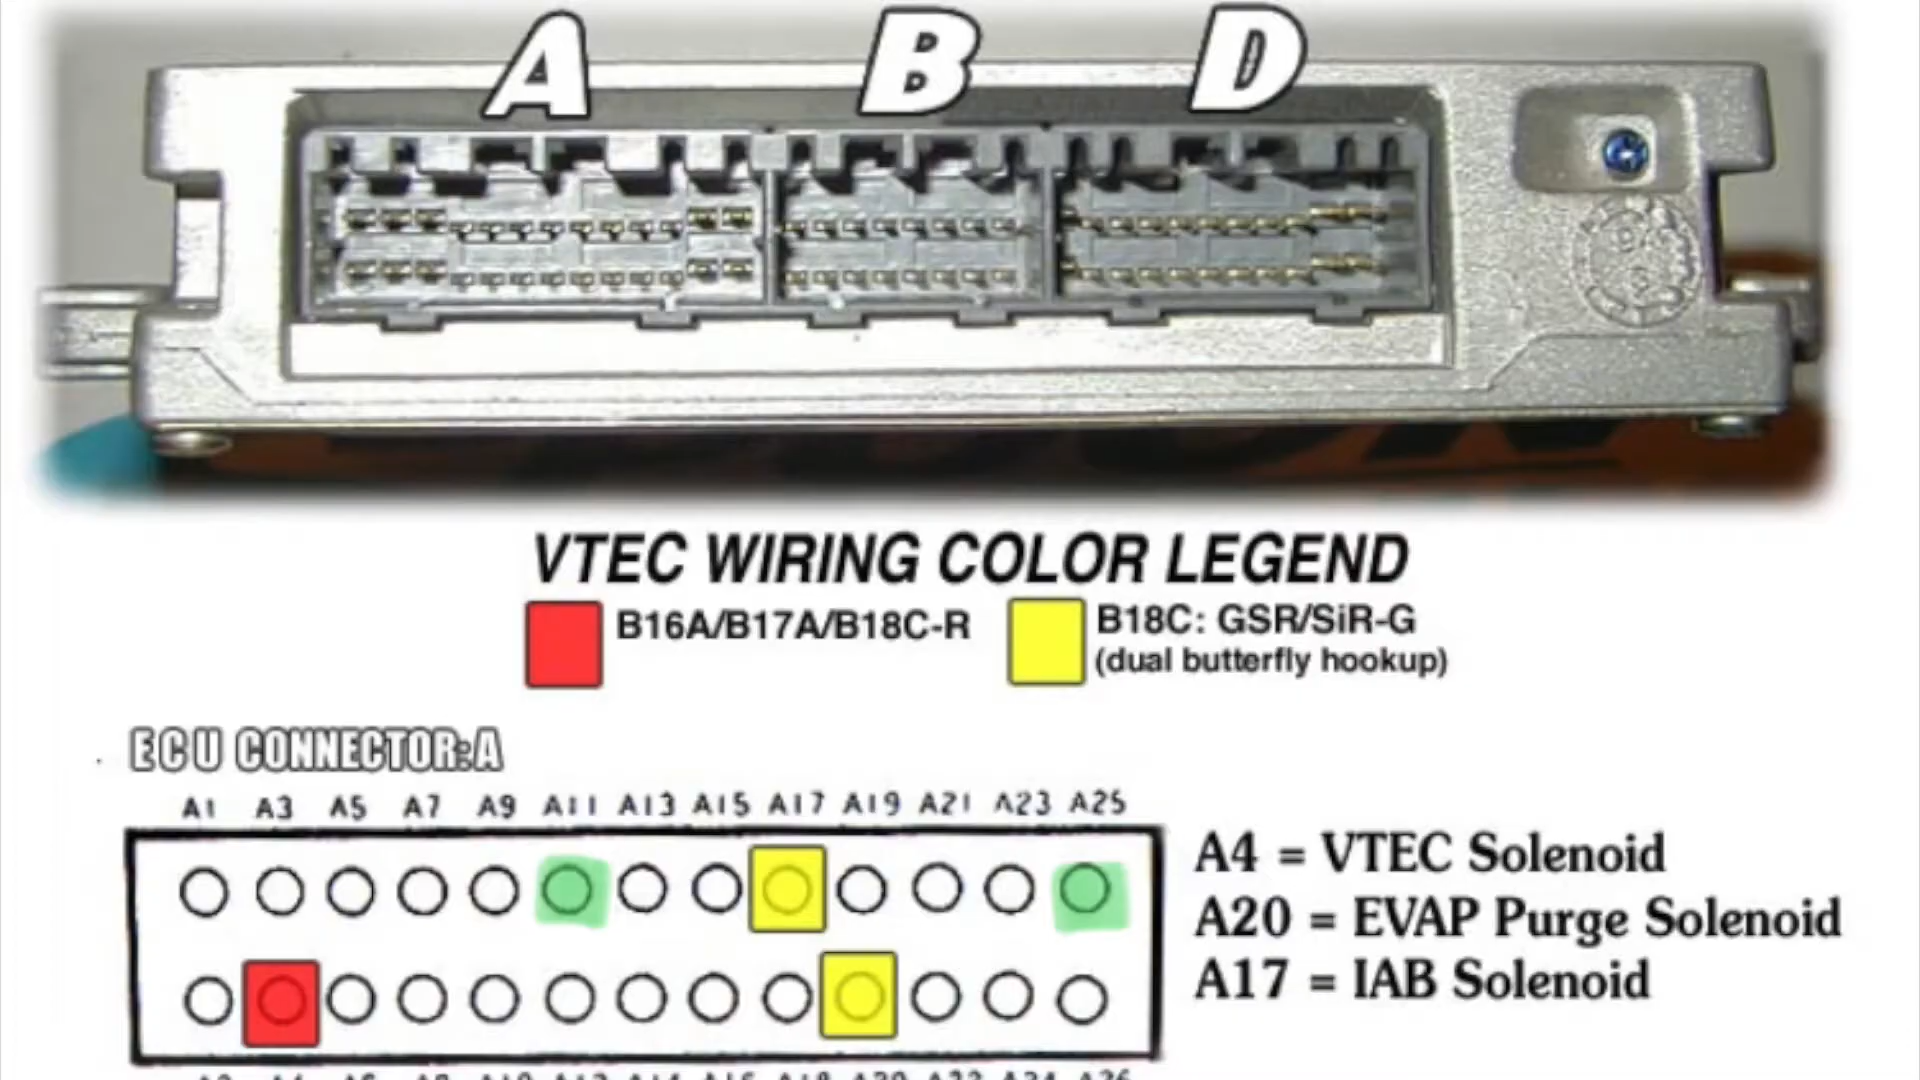 A B D
VTEC WIRING COLOR LEGEND
B16A/B17A/B18C-R
B18C: GSR/SiR-G
(dual butterfly hookup)
ECU CONNECTOR:A
A1 A3 A5 A7 A9 A11 A13 A15 A17 A19 A21 A23 A25
A4 = VTEC Solenoid
A20 = EVAP Purge Solenoid
A17 = IAB Solenoid